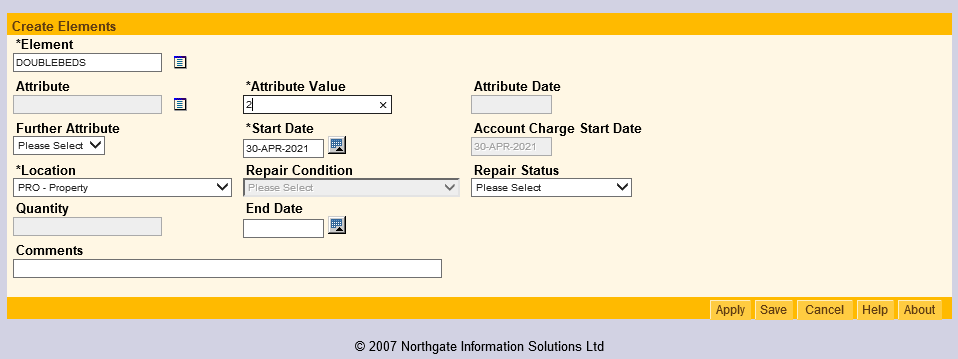 Create Elements
*Element
DOUBLEBEDS
Attribute *Attribute Value Attribute Date
2 ×
Further Attribute *Start Date Account Charge Start Date
Please Select 30-APR-2021 30-APR-2021
*Location Repair Condition Repair Status
PRO - Property Please Select Please Select
Quantity End Date
Comments
Apply Save Cancel Help About
© 2007 Northgate Information Solutions Ltd